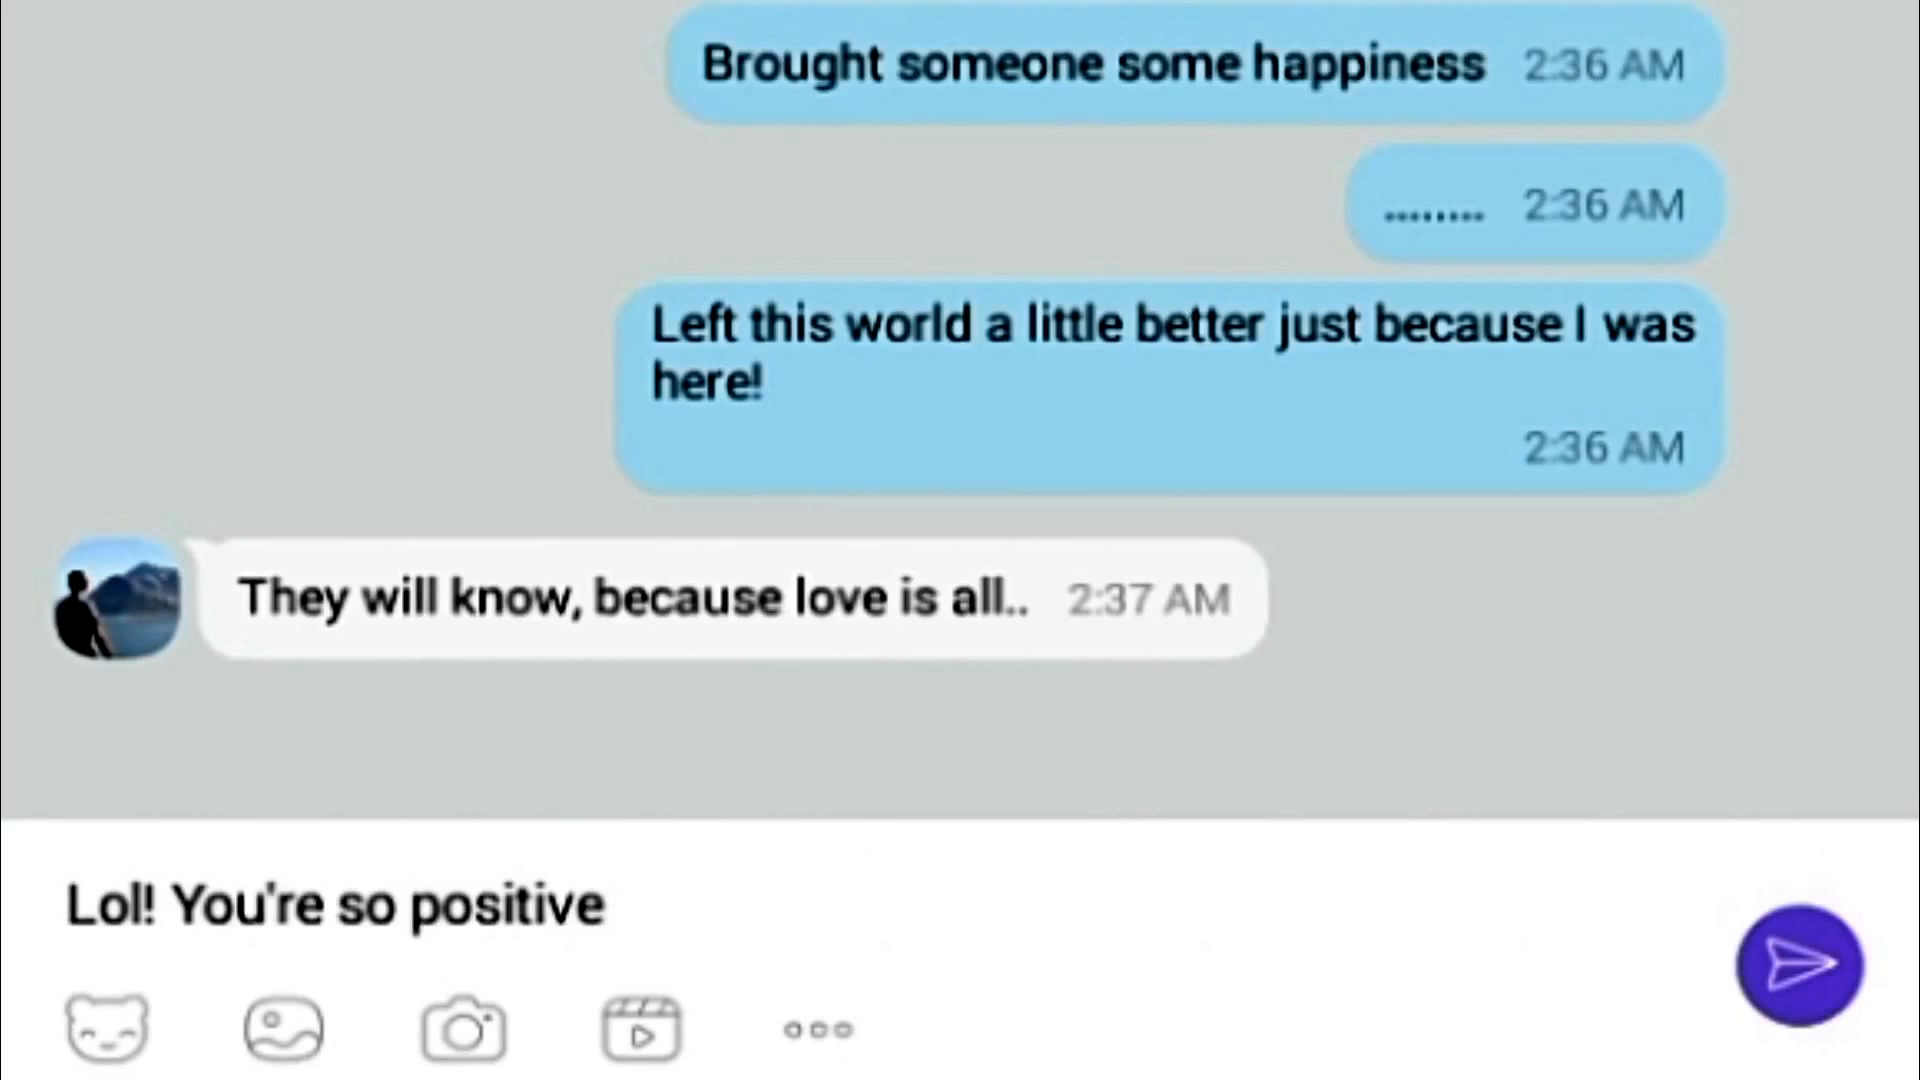 Brought someone some happiness 2:36 AM
......... 2:36 AM
Left this world a little better just because I was
here!
2:36 AM
They will know, because love is all.. 2:37 AM
Lol! You're so positive